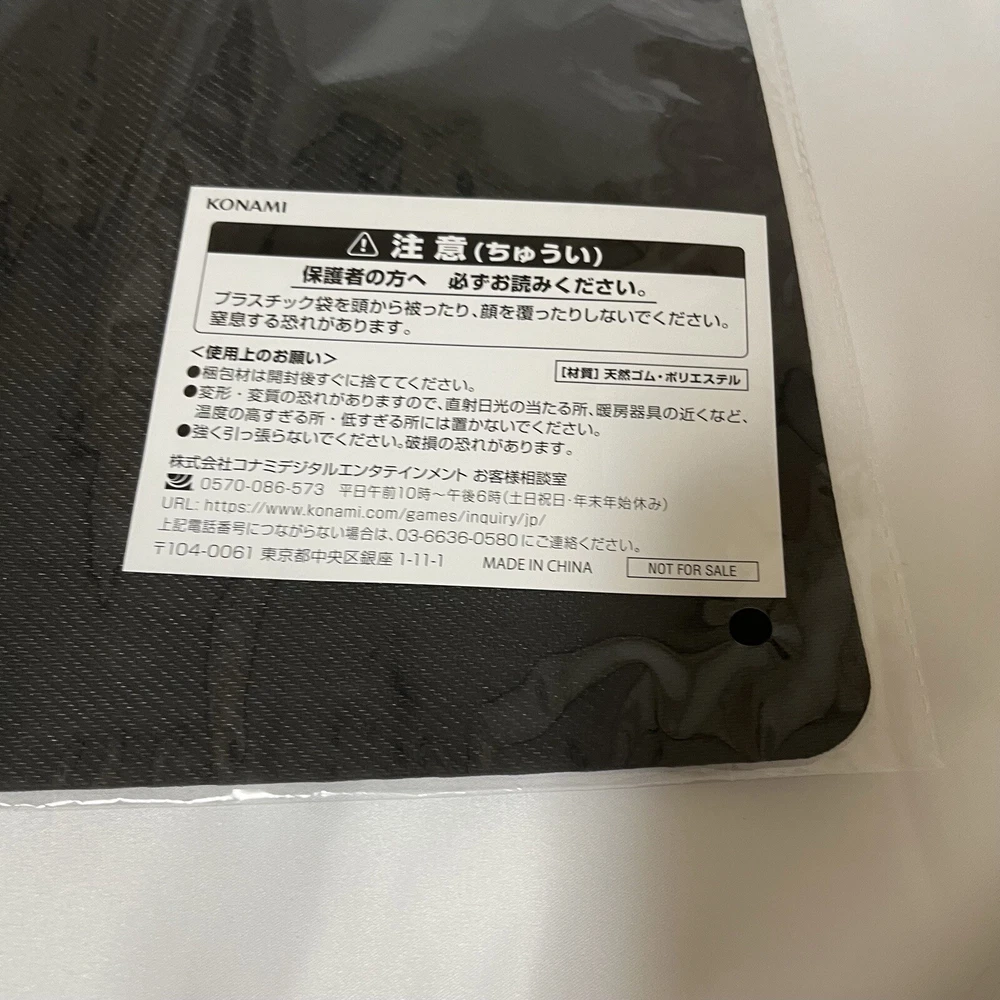 KONAMI
⚠ 注意(ちゅうい)
保護者の方へ 必ずお読みください。
プラスチック袋を頭から被ったり、顔を覆ったりしないでください。
窒息する恐れがあります。
<使用上のお願い>
【材質】天然ゴム・ポリエステル
●梱包材は開封後すぐに捨ててください。
●変形・変質の恐れがありますので、直射日光の当たる所、暖房器具の近くなど、
温度の高すぎる所・低すぎる所には置かないでください。
●強く引っ張らないでください。破損の恐れがあります。
株式会社コナミデジタルエンタテインメント お客様相談室
0570-086-573 平日午前10時～午後6時(土日祝日・年末年始休み)
URL: https://www.konami.com/games/inquiry/jp/
上記電話番号につながらない場合は、03-6636-0580にご連絡ください。
〒104-0061 東京都中央区銀座 1-11-1 MADE IN CHINA NOT FOR SALE